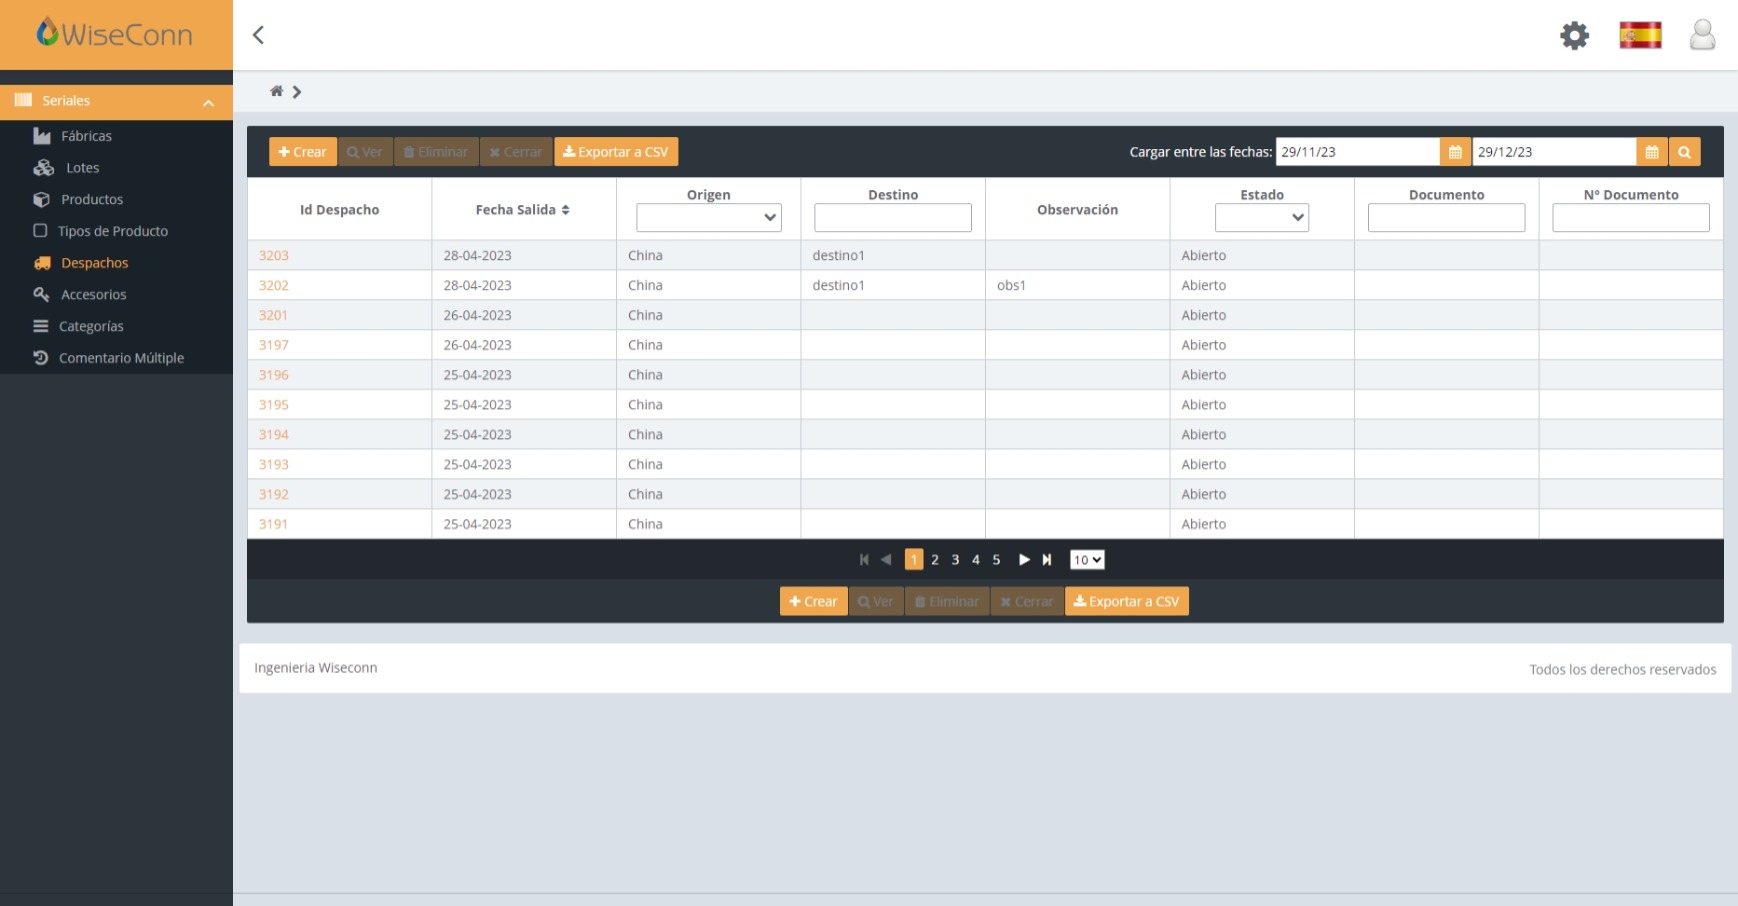 WiseConn
Seriales
Fábricas
Lotes
Productos
Tipos de Producto
Despachos
Accesorios
Categorías
Comentario Múltiple
Crear Ver Eliminar Cerrar Exportar a CSV Cargar entre las fechas: 29/11/23 29/12/23
Id Despacho Fecha Salida Origen Destino Observación Estado Documento N° Documento
3203 28-04-2023 China destino1 Abierto
3202 28-04-2023 China destino1 obs1 Abierto
3201 26-04-2023 China Abierto
3197 26-04-2023 China Abierto
3196 25-04-2023 China Abierto
3195 25-04-2023 China Abierto
3194 25-04-2023 China Abierto
3193 25-04-2023 China Abierto
3192 25-04-2023 China Abierto
3191 25-04-2023 China Abierto
1 2 3 4 5 10
Crear Ver Eliminar Cerrar Exportar a CSV
Ingenieria Wiseconn Todos los derechos reservados